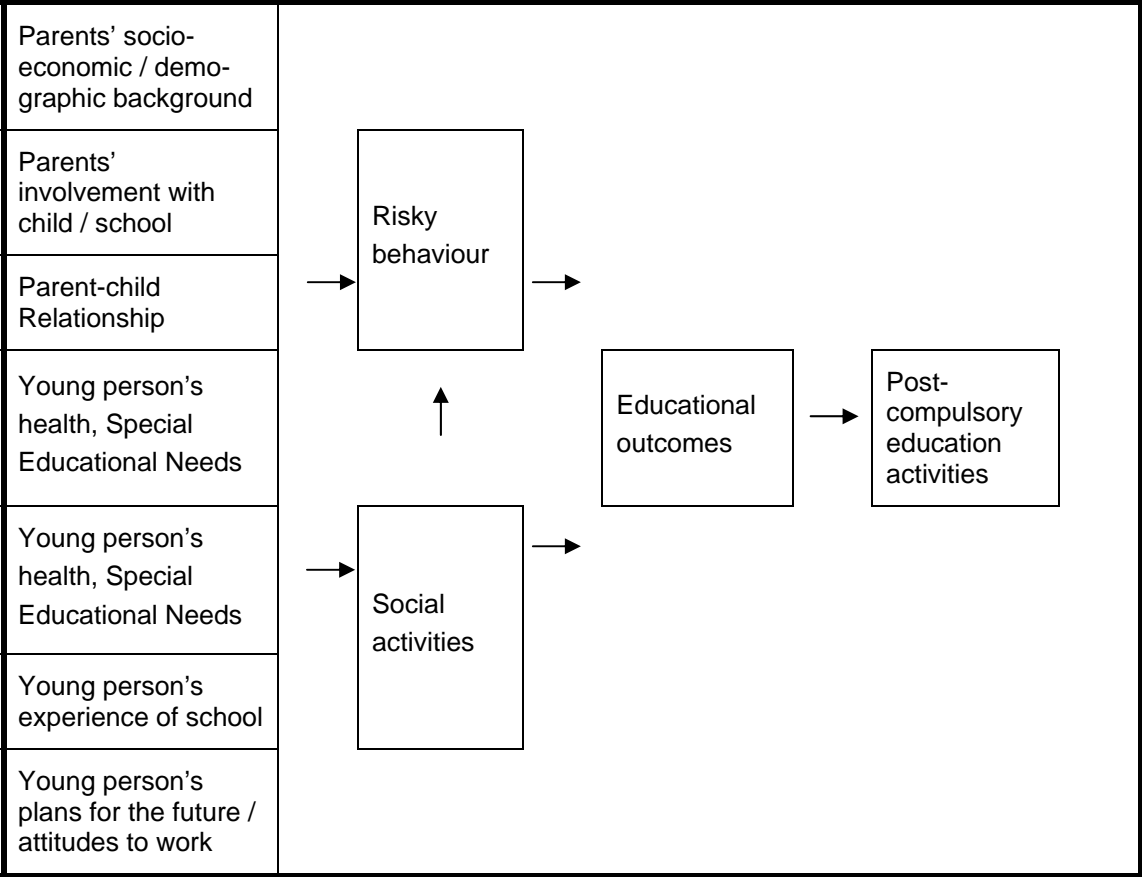 Parents’ socio-
economic / demo-
graphic background
Parents’
involvement with
child / school
Parent-child
Relationship
Young person’s
health, Special
Educational Needs
Young person’s
health, Special
Educational Needs
Young person’s
experience of school
Young person’s
plans for the future /
attitudes to work
Risky
behaviour
Social
activities
Educational
outcomes
Post-
compulsory
education
activities